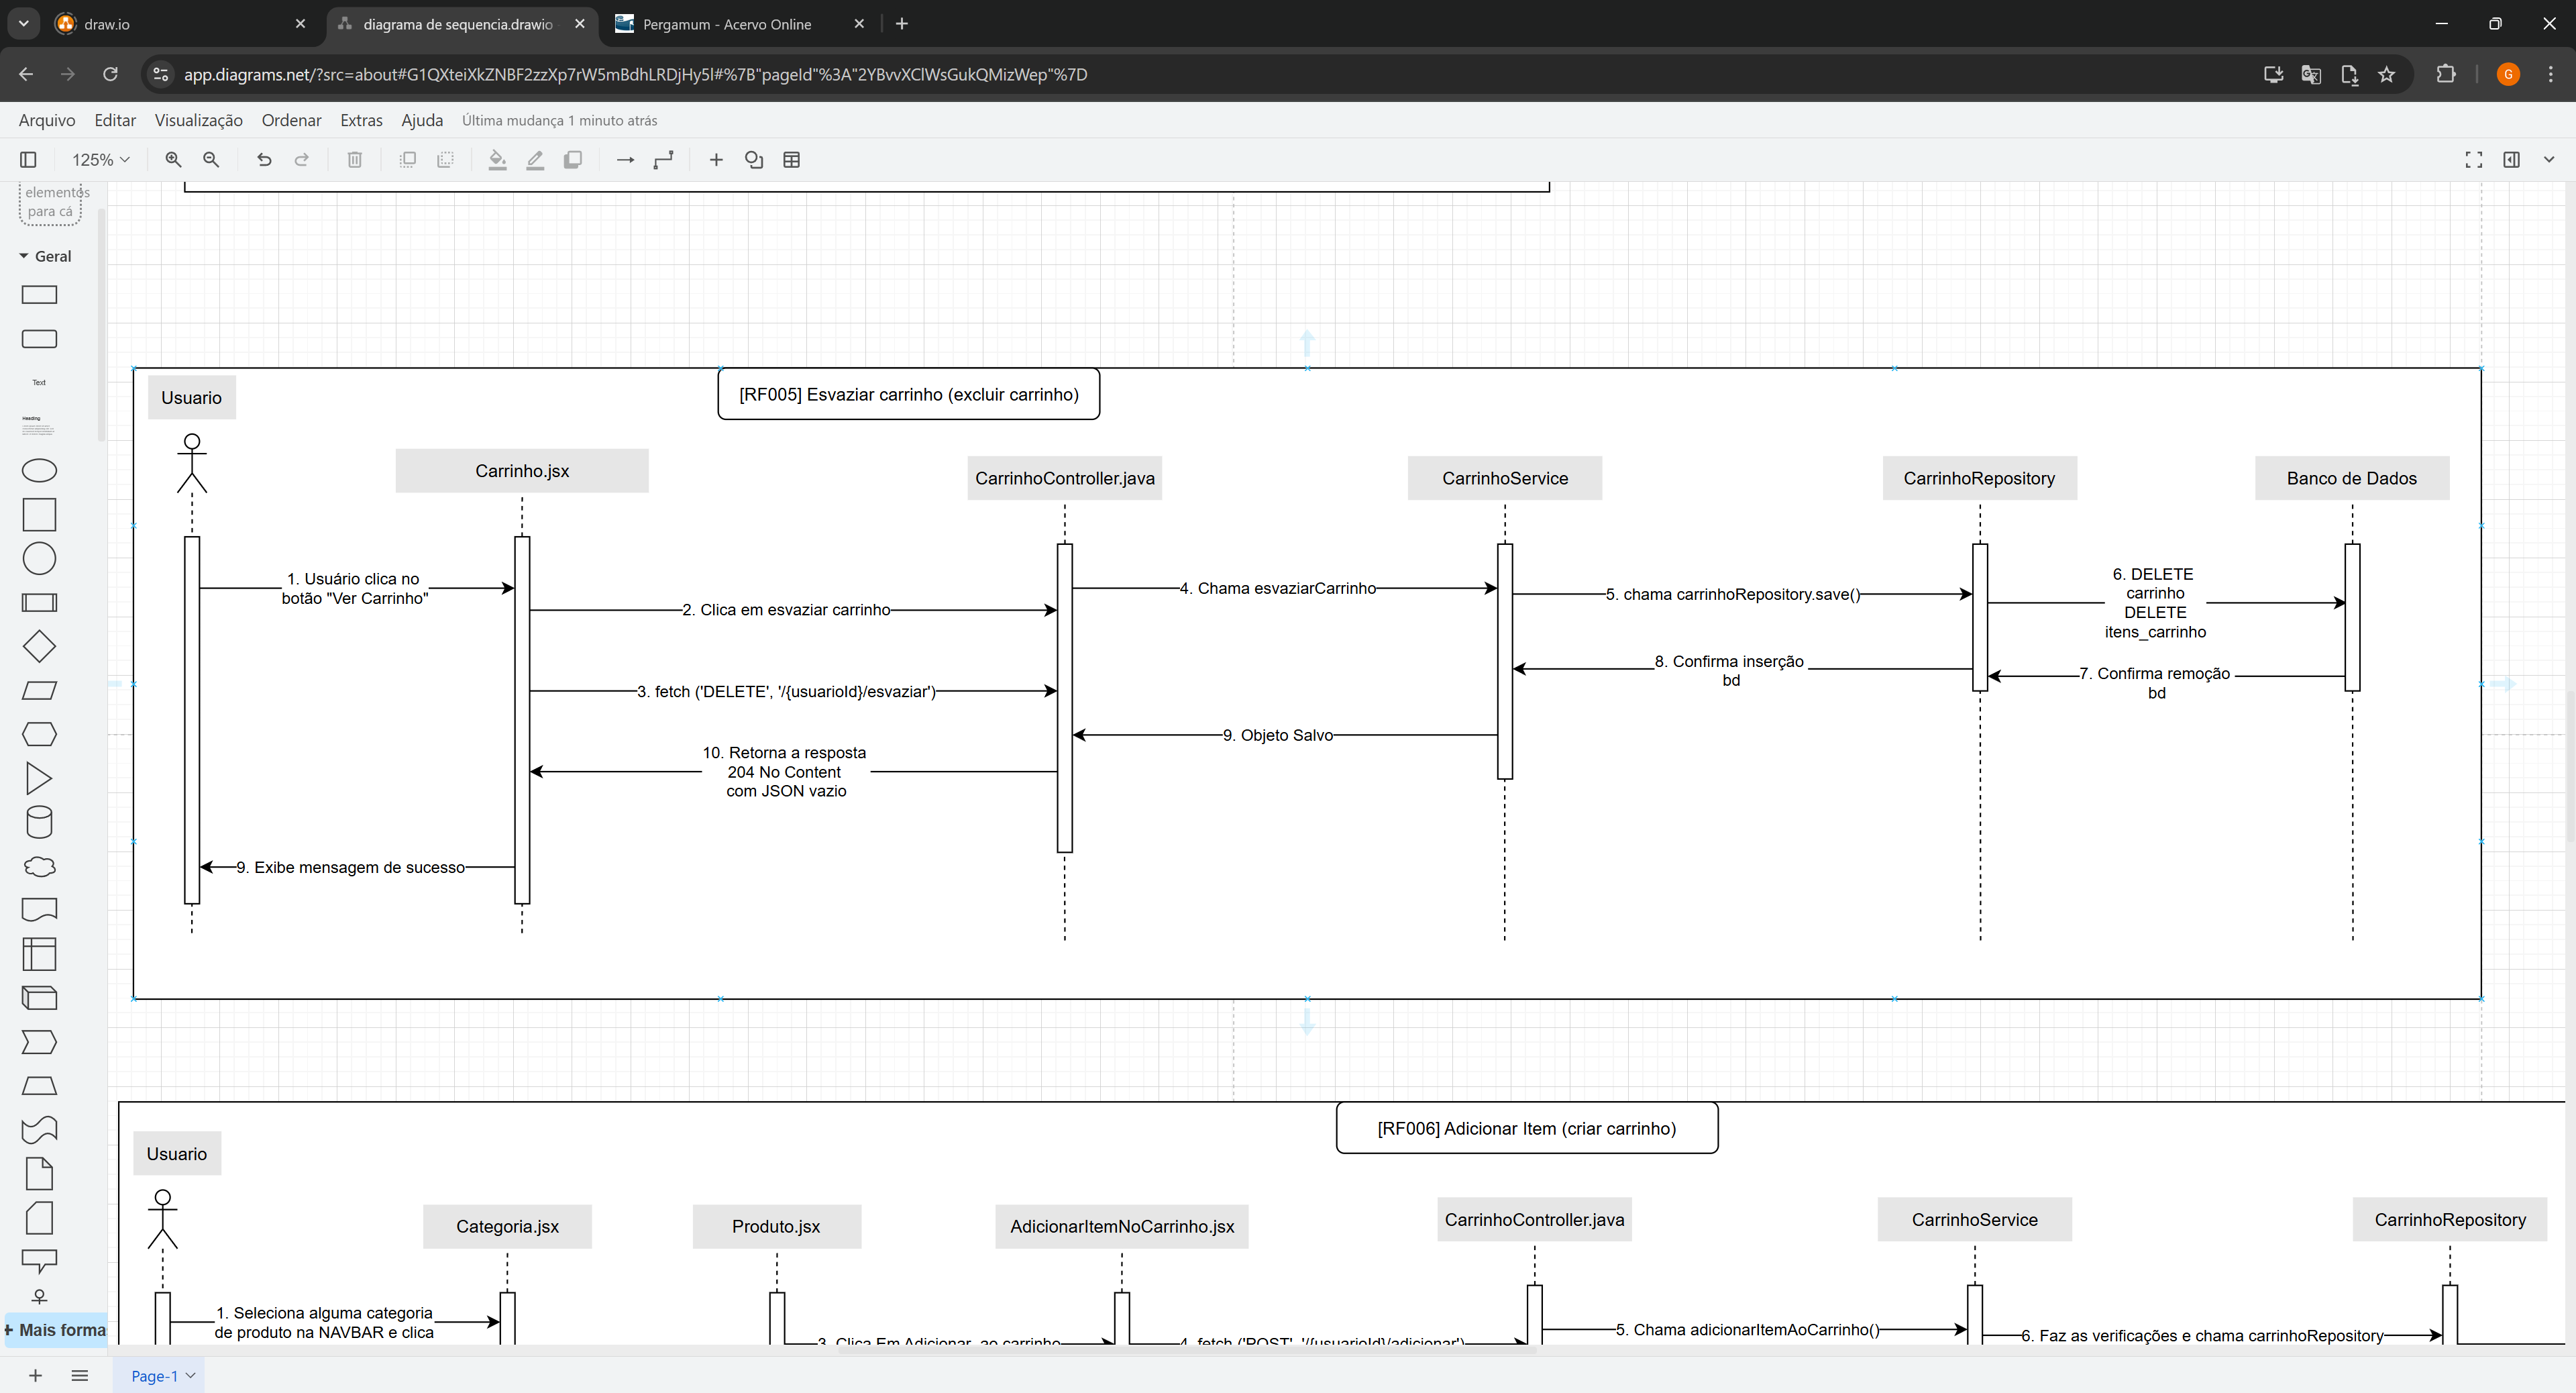 draw.io
diagrama de sequencia.drawio
Pergamum - Acervo Online
app.diagrams.net/?src=about#G1QXteiXkZNBF2zzXp7rW5mBdhLRDjHy5l#%7B"pageId"%3A"2YBvvXClWsGukQMizWep"%7D
G
Arquivo Editar Visualização Ordenar Extras Ajuda Última mudança 1 minuto atrás
125%
elementos
para cá
Geral
Text
Heading
[RF005] Esvaziar carrinho (excluir carrinho)
Usuario
Carrinho.jsx
CarrinhoController.java
CarrinhoService
CarrinhoRepository
Banco de Dados
1. Usuário clica no
botão "Ver Carrinho"
2. Clica em esvaziar carrinho
3. fetch ('DELETE', '/{usuarioId}/esvaziar')
4. Chama esvaziarCarrinho
5. chama carrinhoRepository.save()
6. DELETE
carrinho
DELETE
itens_carrinho
7. Confirma remoção
bd
8. Confirma inserção
bd
9. Objeto Salvo
10. Retorna a resposta
204 No Content
com JSON vazio
9. Exibe mensagem de sucesso
[RF006] Adicionar Item (criar carrinho)
Usuario
Categoria.jsx
Produto.jsx
AdicionarItemNoCarrinho.jsx
CarrinhoController.java
CarrinhoService
CarrinhoRepository
1. Seleciona alguma categoria
de produto na NAVBAR e clica
3. Clica Em Adicionar ao carrinho
4. fetch ('POST', '/{usuarioId}/adicionar')
5. Chama adicionarItemAoCarrinho()
6. Faz as verificações e chama carrinhoRepository
+ Mais forma
Page-1